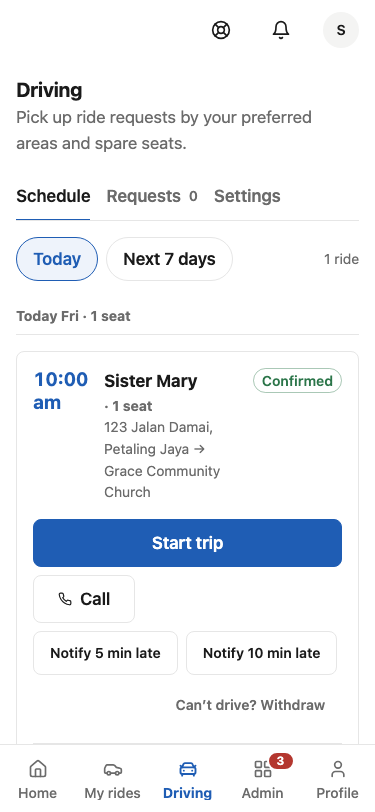 S
Driving
Pick up ride requests by your preferred
areas and spare seats.
Schedule Requests 0 Settings
Today Next 7 days 1 ride
Today Fri · 1 seat
10:00 am
Sister Mary
Confirmed
· 1 seat
123 Jalan Damai,
Petaling Jaya →
Grace Community
Church
Start trip
Call
Notify 5 min late Notify 10 min late
Can’t drive? Withdraw
3
Home My rides Driving Admin Profile